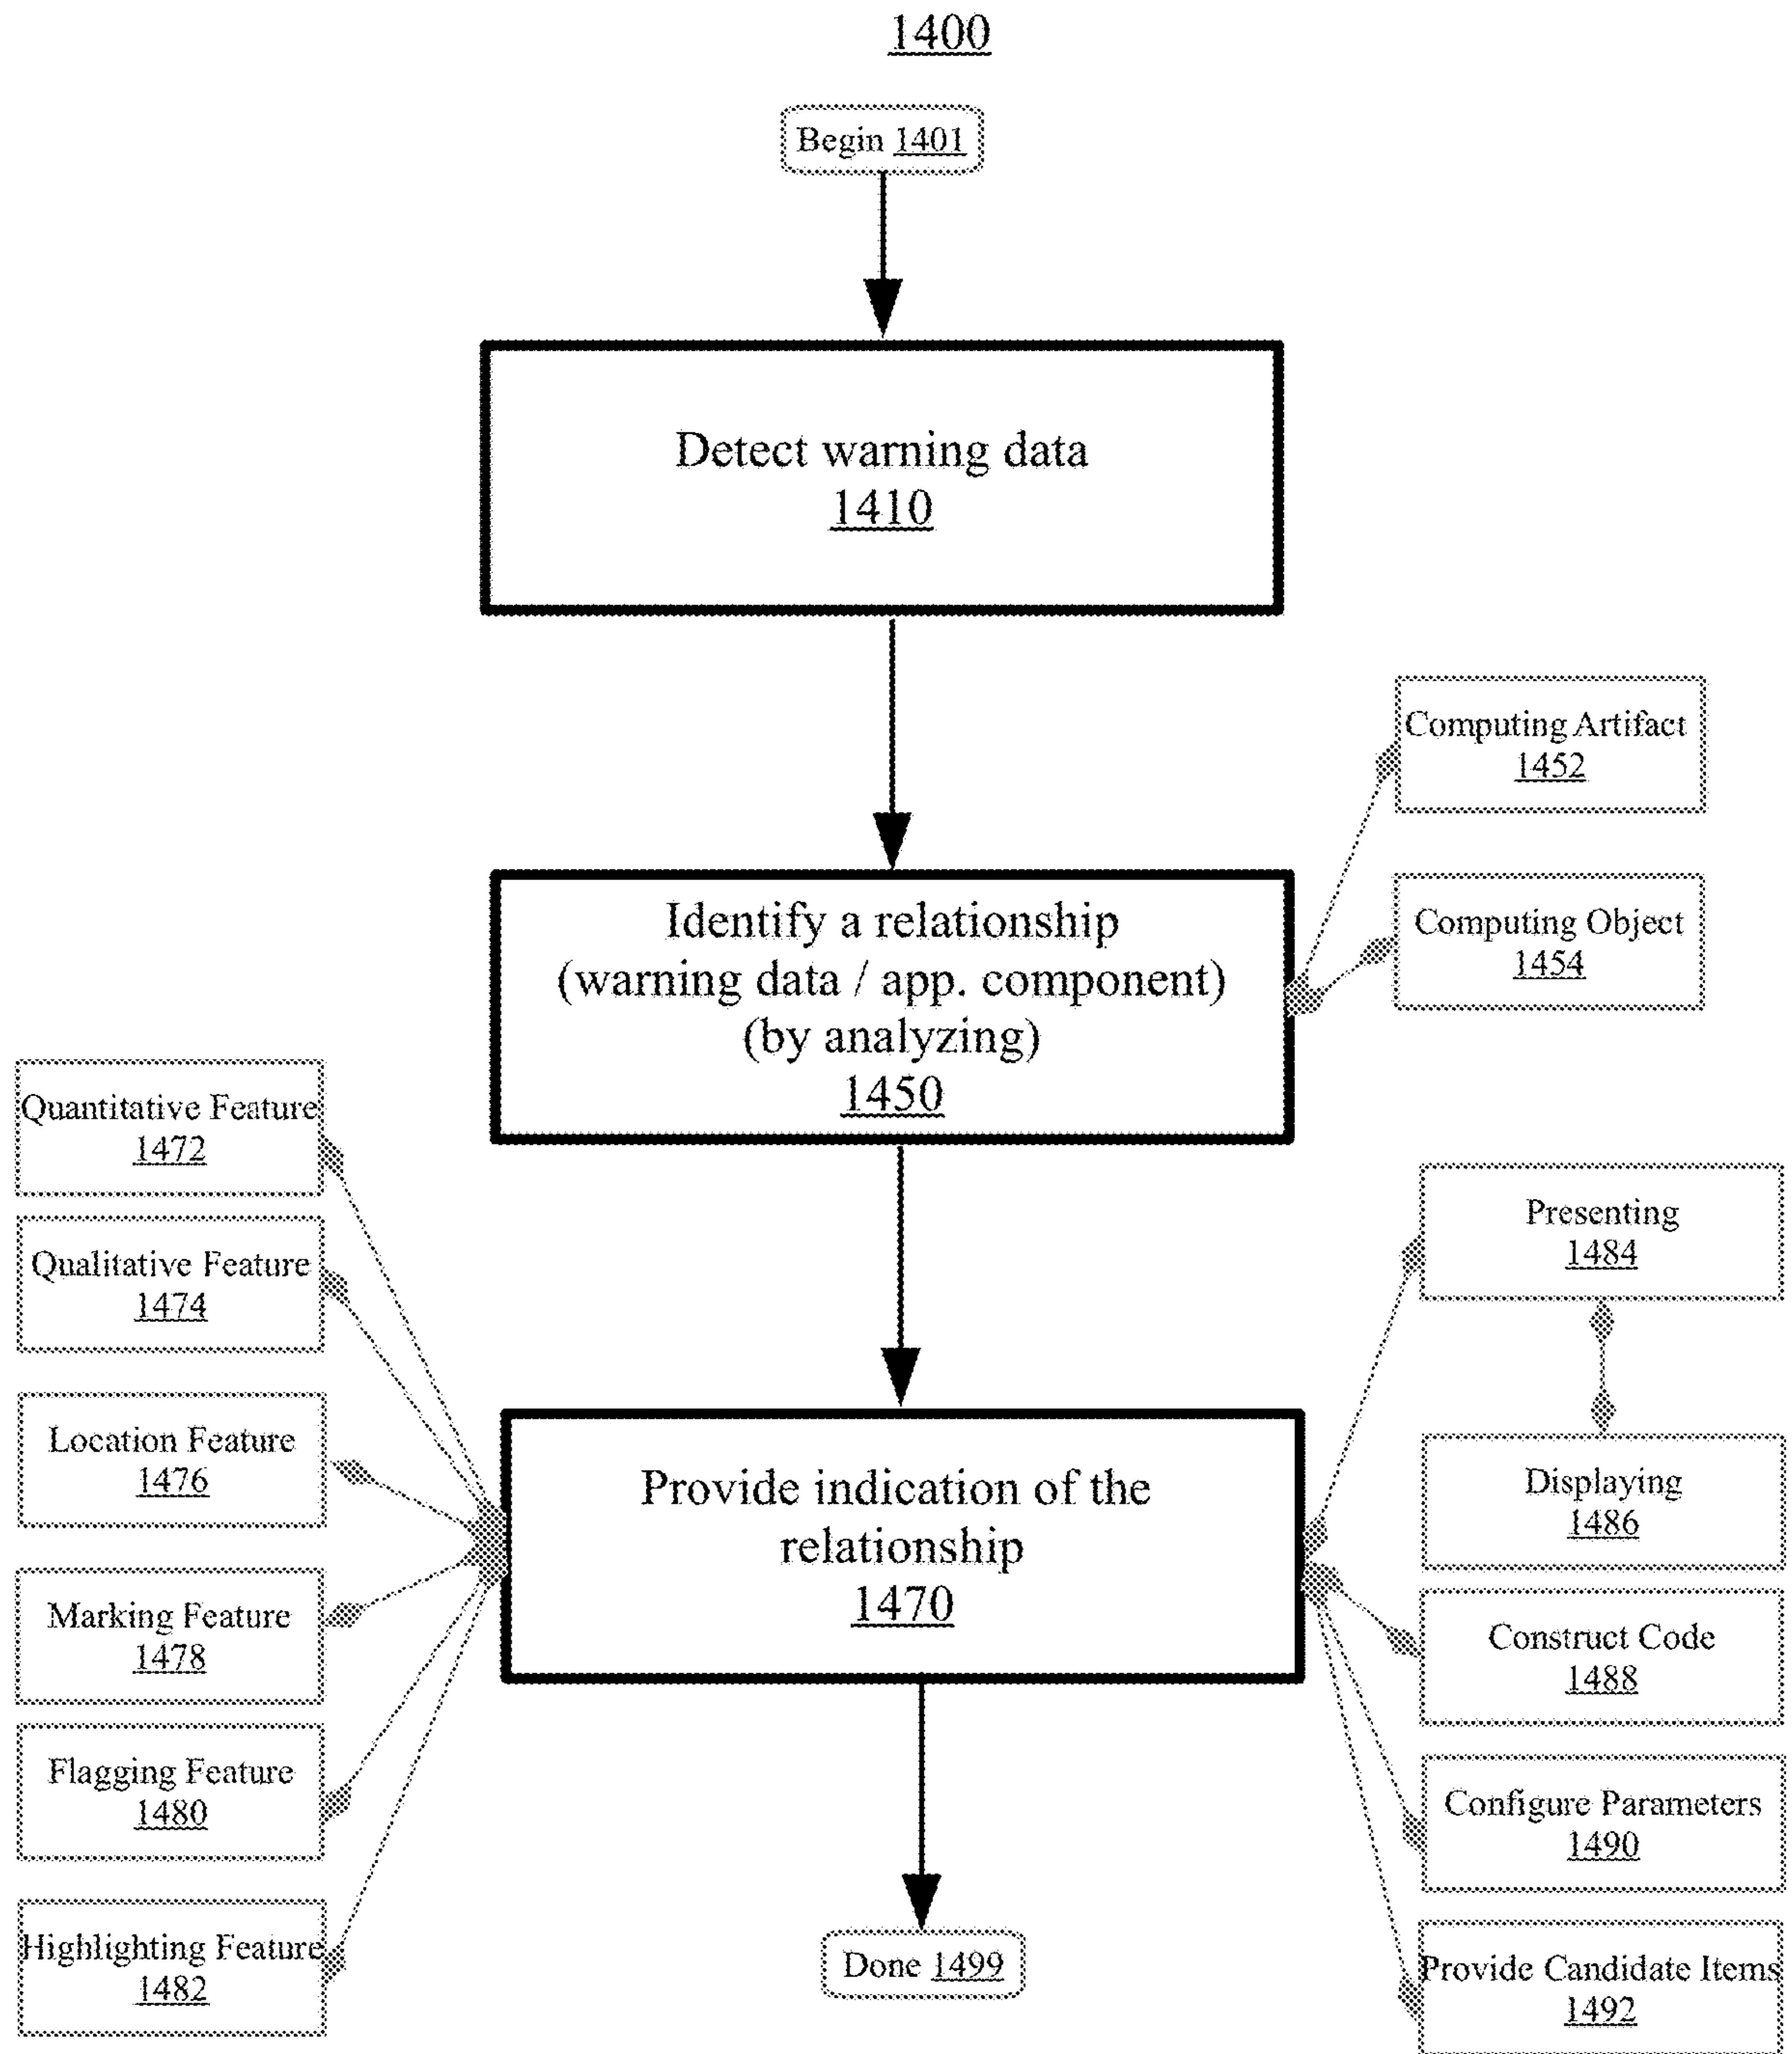 1400
Begin 1401
Detect warning data
1410
Computing Artifact
1452
Computing Object
1454
Identify a relationship
(warning data / app. component)
(by analyzing)
1450
Quantitative Feature
1472
Qualitative Feature
1474
Location Feature
1476
Marking Feature
1478
Flagging Feature
1480
Highlighting Feature
1482
Provide indication of the
relationship
1470
Presenting
1484
Displaying
1486
Construct Code
1488
Configure Parameters
1490
Provide Candidate Items
1492
Done 1499